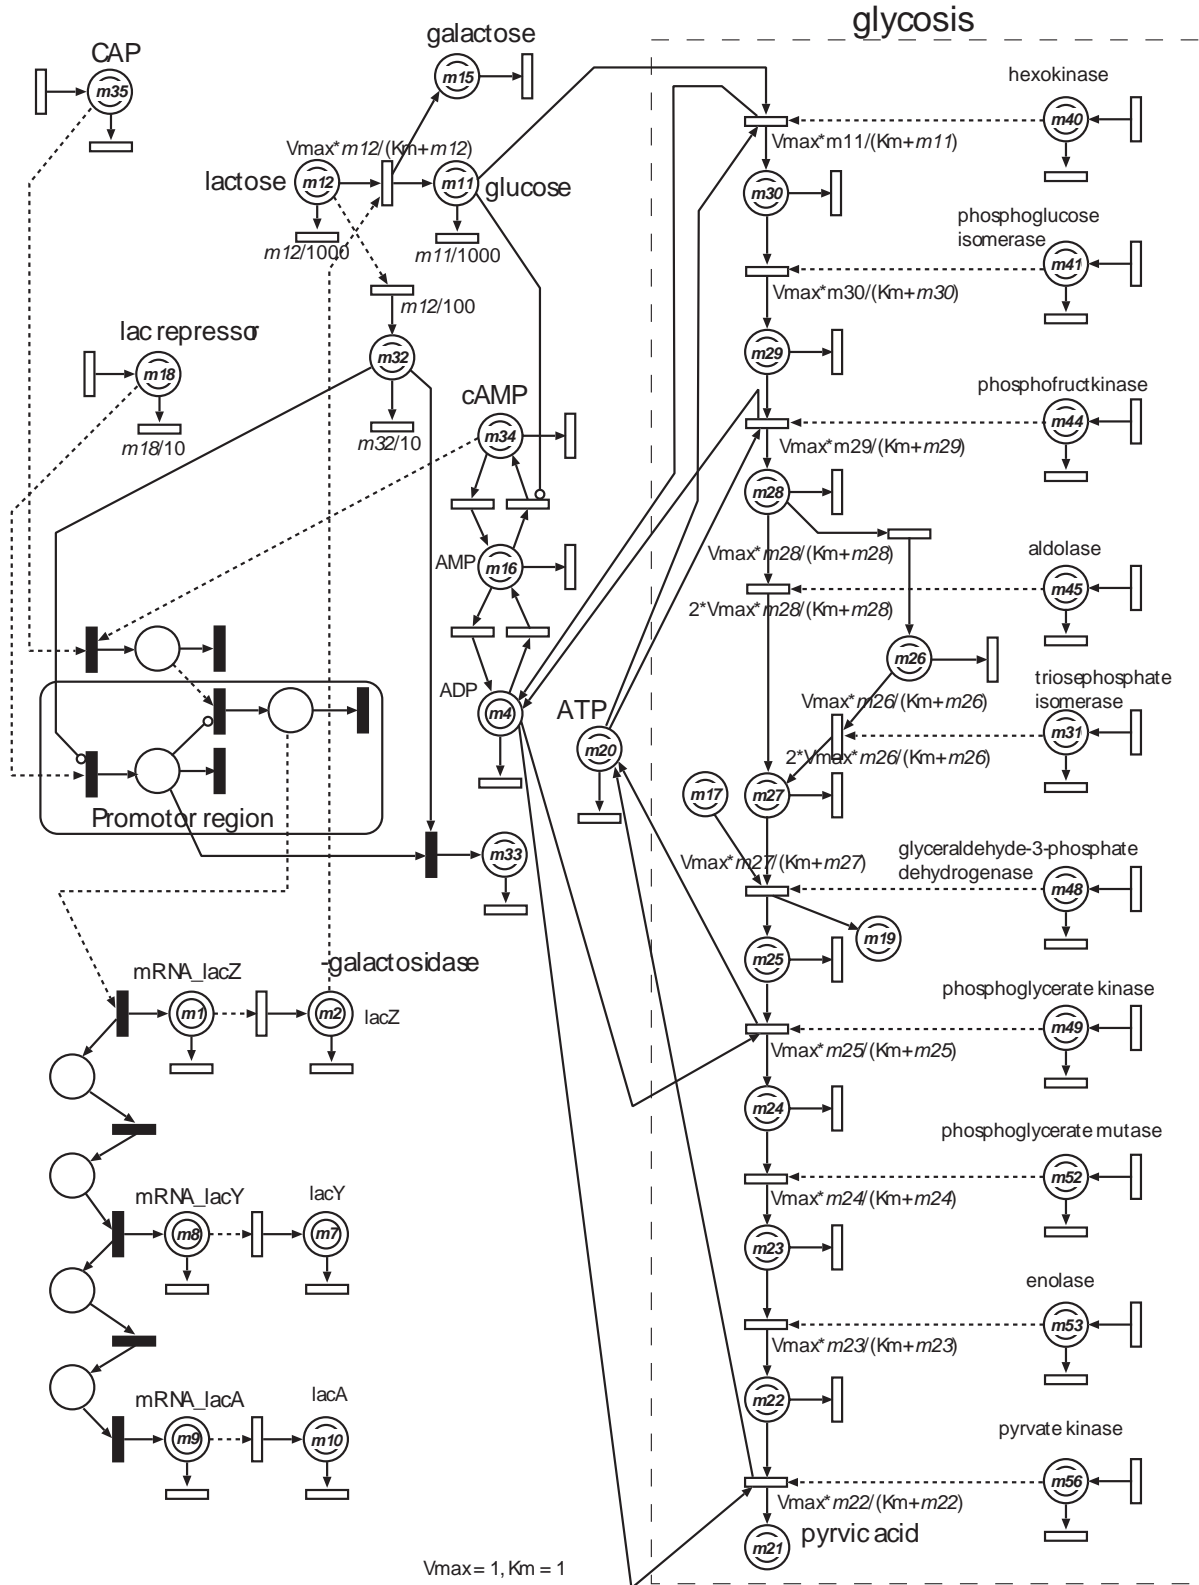 glycosis
galactose
CAP
m15
hexokinase
m35
m40
Vmax*m12/(Km+m12)
Vmax*m11/(Km+m11)
lactose
m12
m11
glucose
m30
phosphoglucose
isomerase
m12/1000
m11/1000
m41
Vmax*m30/(Km+m30)
m12/100
lac repressor
m32
m29
m18
cAMP
phosphofructkinase
m34
m44
m18/10
m32/10
Vmax*m29/(Km+m29)
m28
Vmax*m28/(Km+m28)
aldolase
AMP
m16
m45
2*Vmax*m28/(Km+m28)
m26
triosephosphate
isomerase
ADP
m4
ATP
Vmax*m26/(Km+m26)
m31
m20
2*Vmax*m26/(Km+m26)
m17
m27
Promotor region
m33
Vmax*m27/(Km+m27)
glyceraldehyde-3-phosphate
dehydrogenase
m48
m19
m25
mRNA_lacZ
-galactosidase
phosphoglycerate kinase
m1
m2
lacZ
m49
Vmax*m25/(Km+m25)
m24
phosphoglycerate mutase
m52
mRNA_lacY
lacY
Vmax*m24/(Km+m24)
m8
m7
m23
enolase
m53
Vmax*m23/(Km+m23)
mRNA_lacA
lacA
m22
m9
m10
pyrvate kinase
m56
Vmax*m22/(Km+m22)
m21
pyrvic acid
Vmax = 1, Km = 1